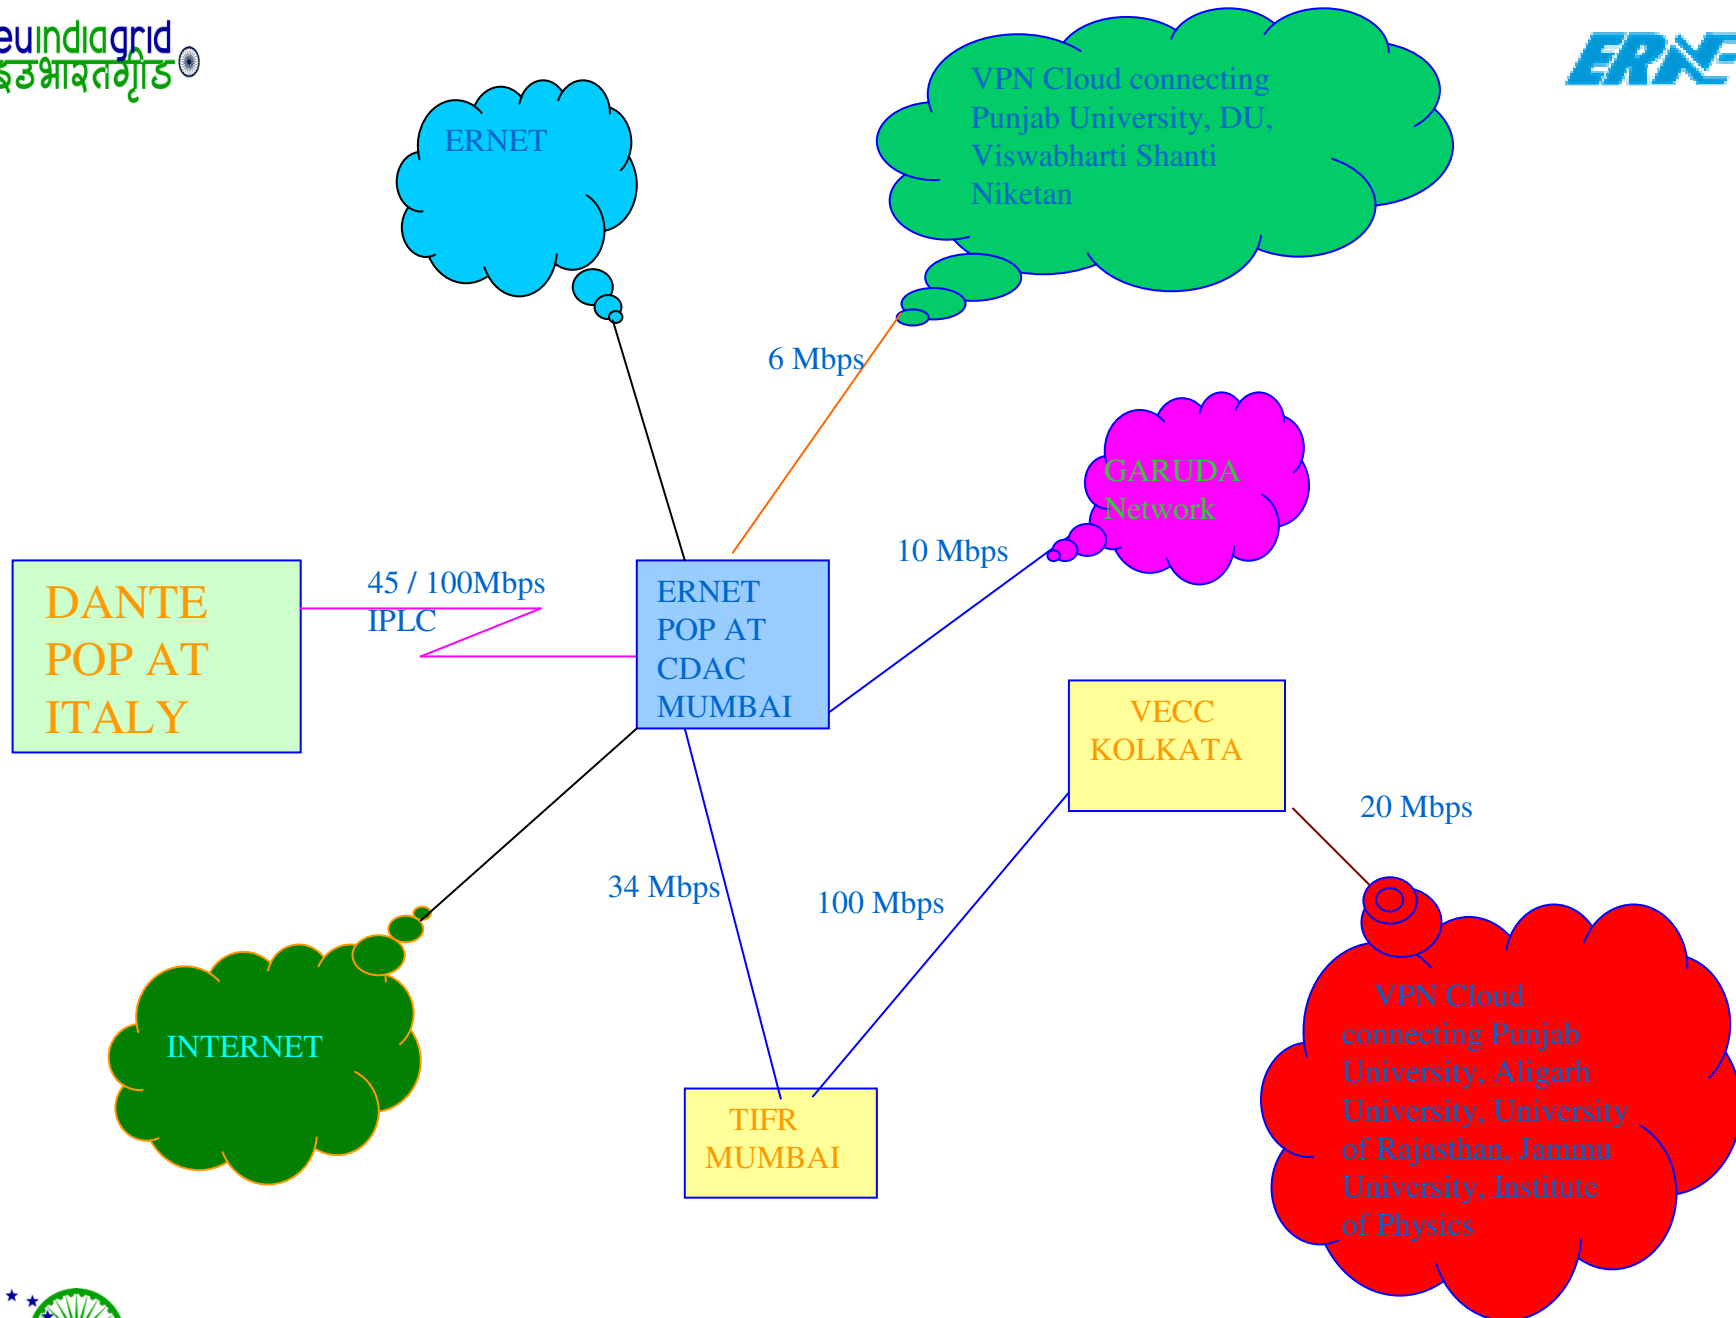 euindiagrid
इउभारतग्रीड
ERNE
ERNET
VPN Cloud connecting
Punjab University, DU,
Viswabharti Shanti
Niketan
6 Mbps
GARUDA
Network
10 Mbps
45 / 100Mbps
IPLC
DANTE
POP AT
ITALY
ERNET
POP AT
CDAC
MUMBAI
VECC
KOLKATA
20 Mbps
34 Mbps
100 Mbps
VPN Cloud
connecting Punjab
University, Aligarh
University, University
of Rajasthan, Jammu
University, Institute
of Physics
INTERNET
TIFR
MUMBAI